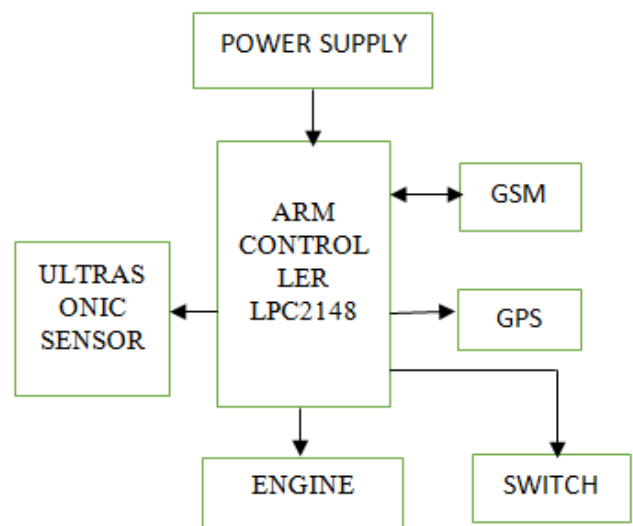 POWER SUPPLY
ARM
CONTROL
LER
LPC2148
GSM
ULTRAS
ONIC
SENSOR
GPS
ENGINE
SWITCH